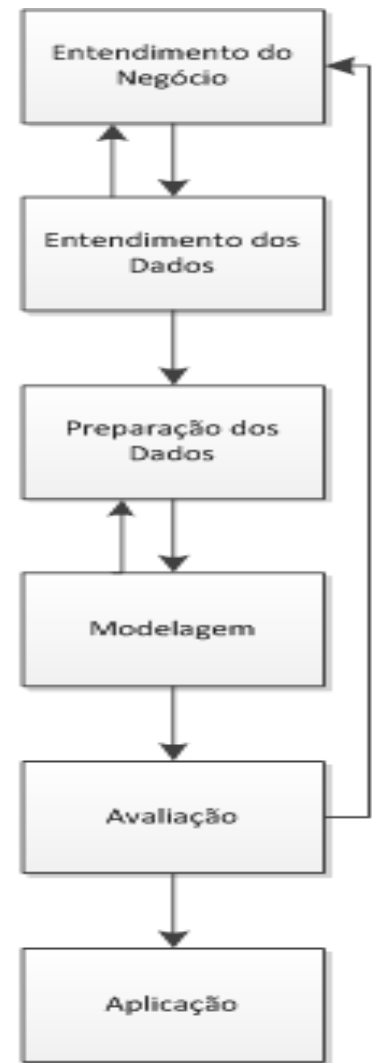 Entendimento do
Negócio
Entendimento dos
Dados
Preparação dos
Dados
Modelagem
Avaliação
Aplicação